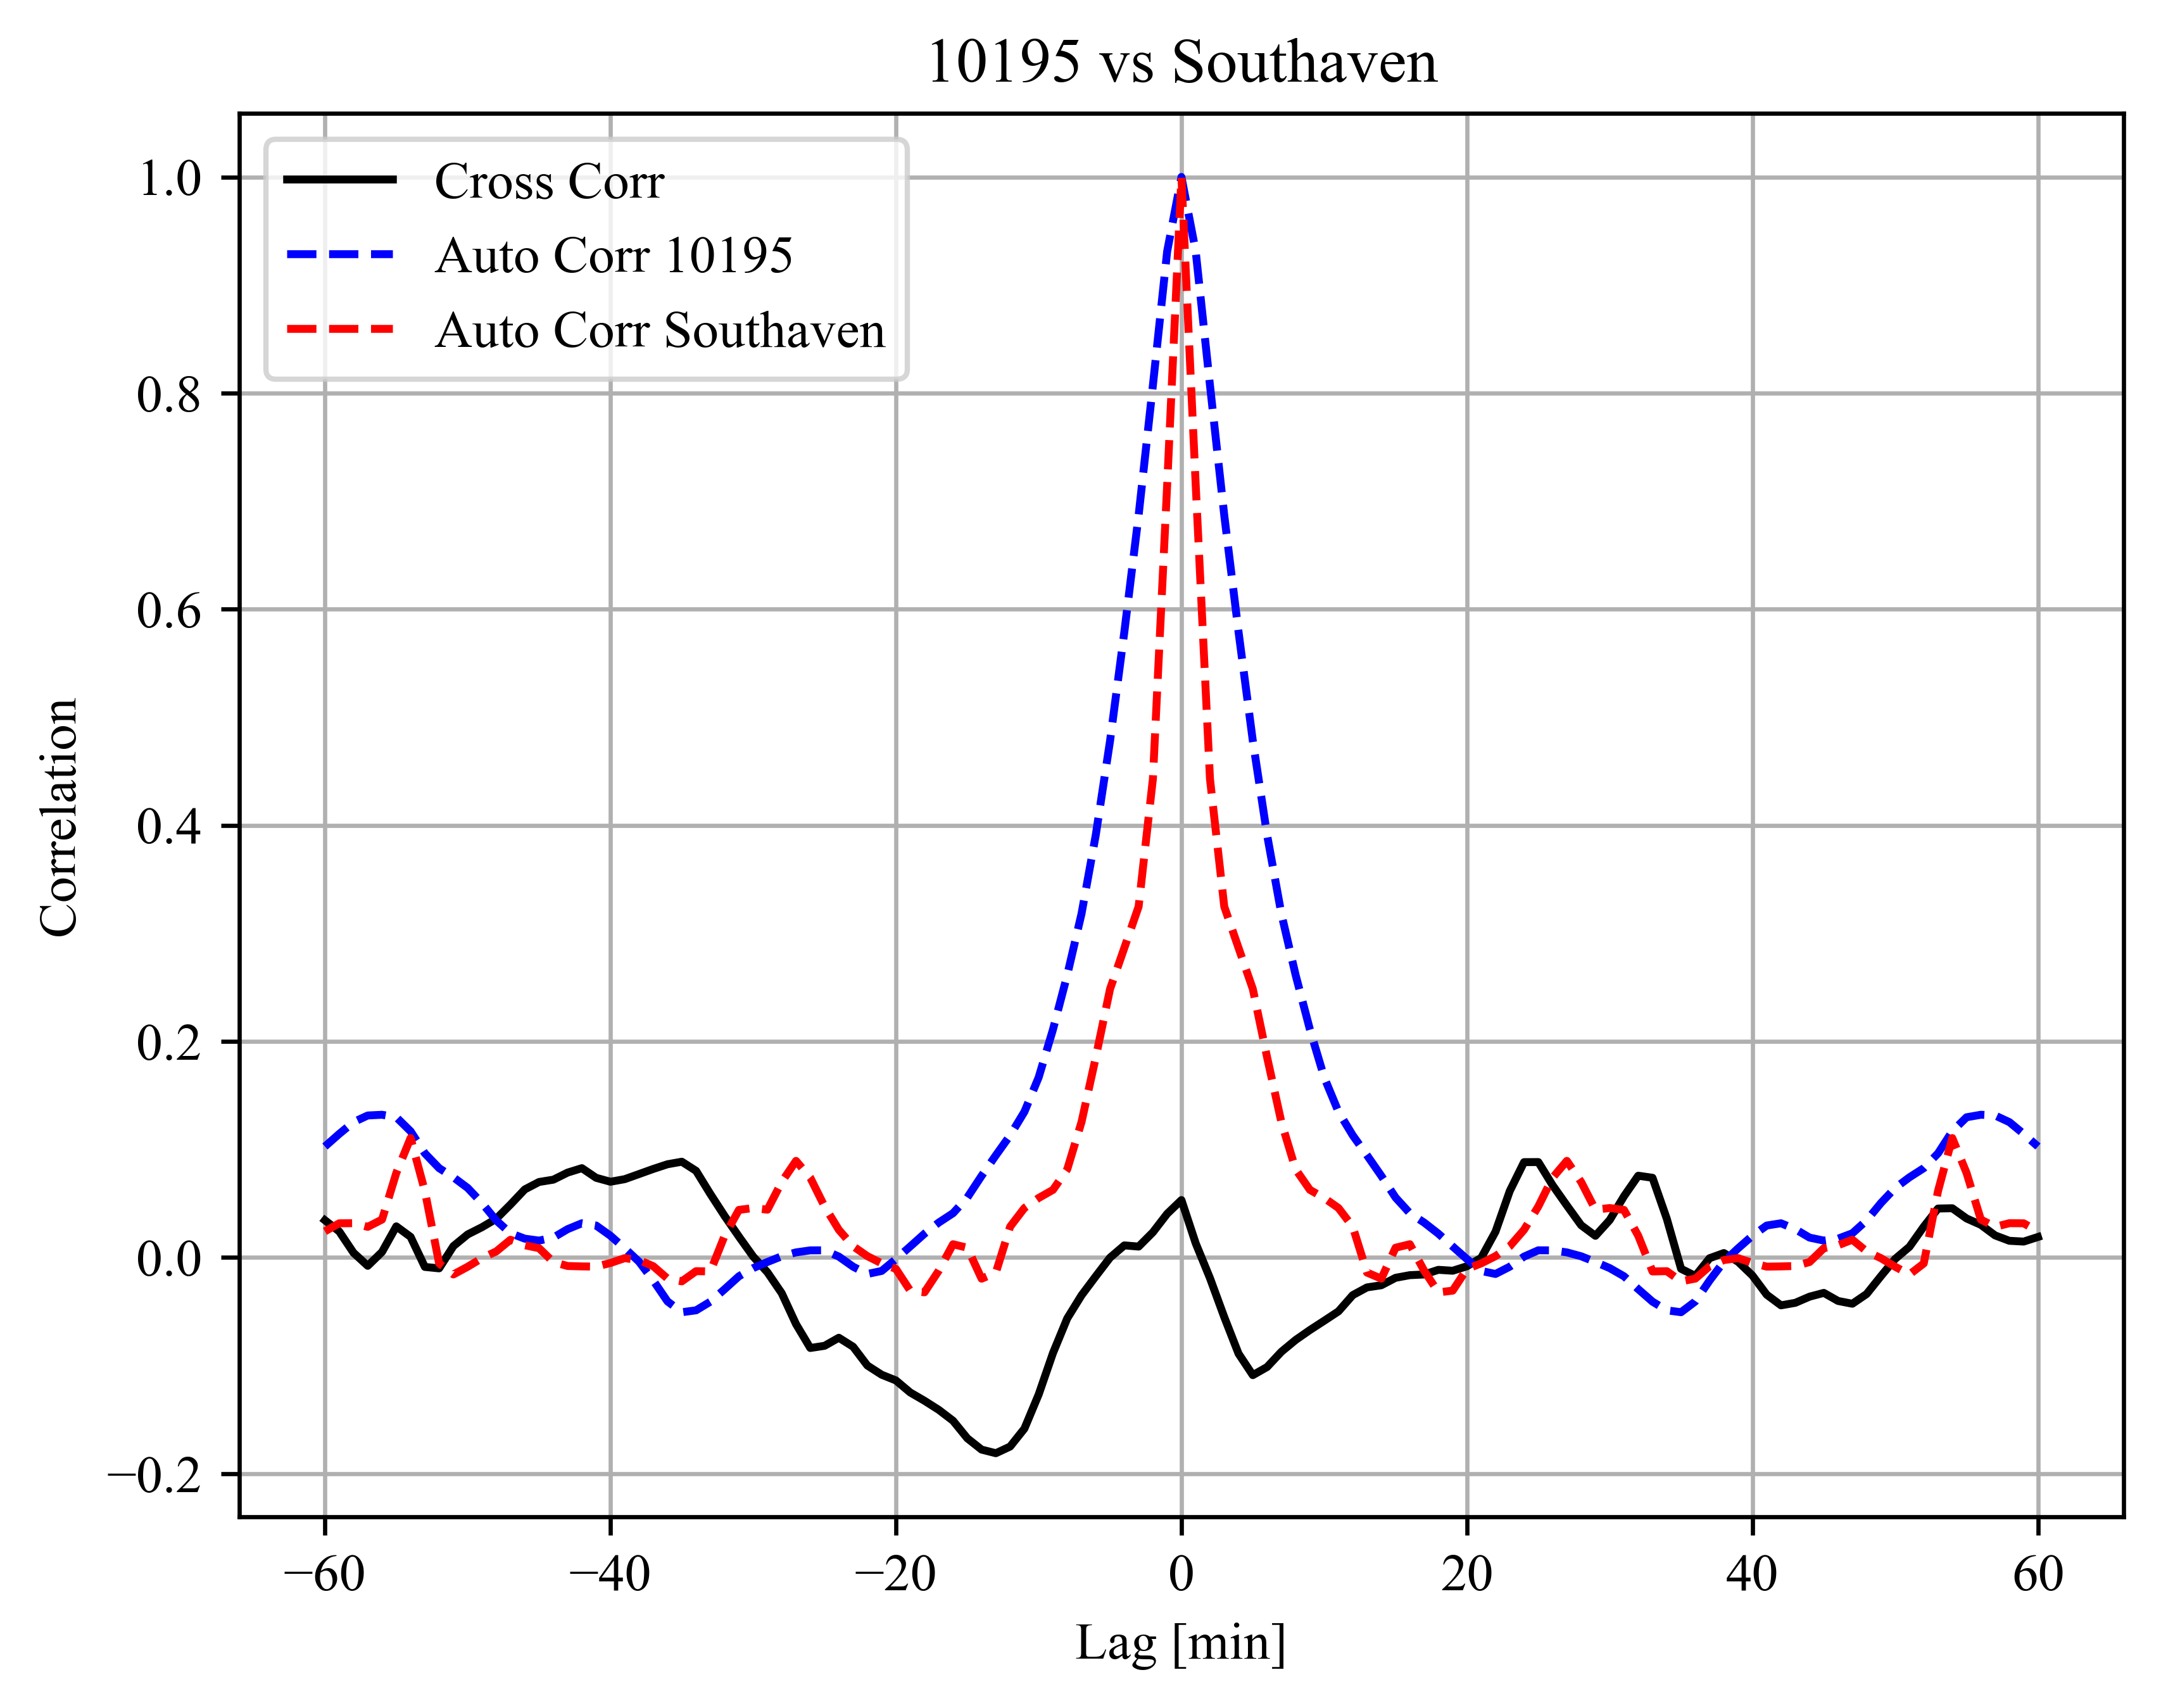 10195 vs Southaven
Cross Corr
Auto Corr 10195
Auto Corr Southaven
1.0
0.8
0.6
0.4
0.2
0.0
−0.2
Correlation
−60
−40
−20
0
20
40
60
Lag [min]